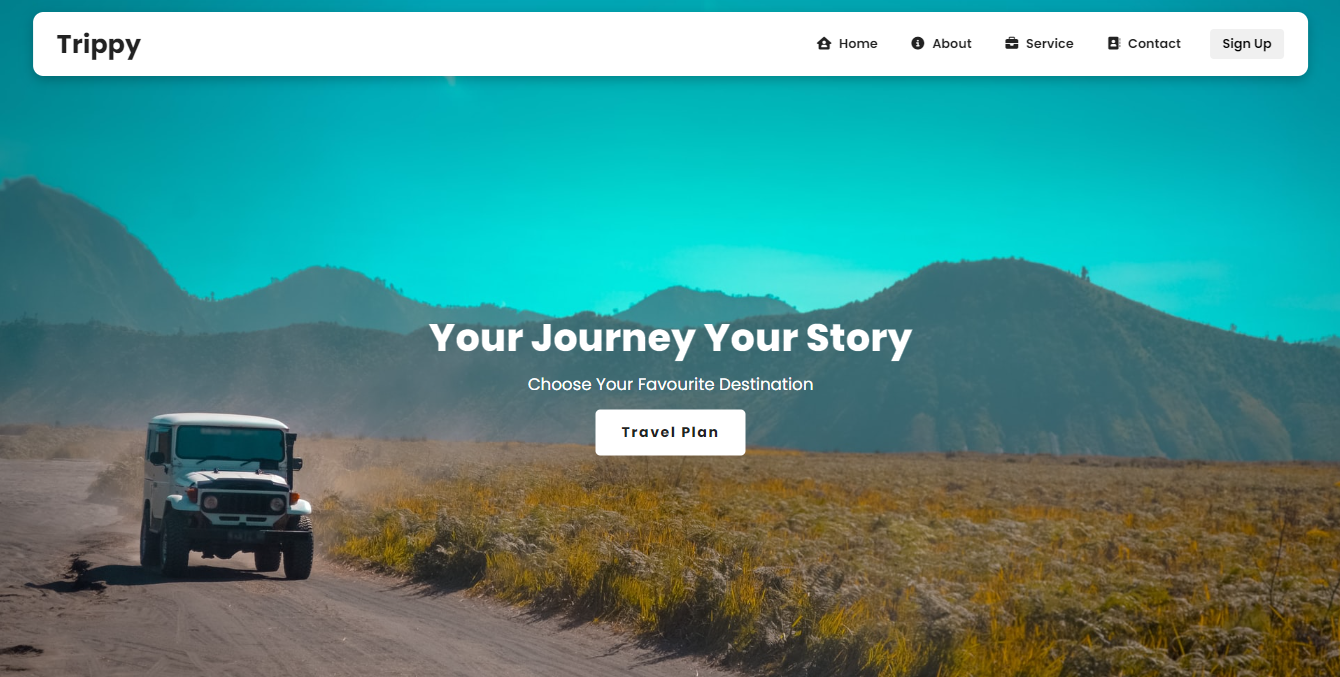 Trippy
Home About Service Contact Sign Up
Your Journey Your Story
Choose Your Favourite Destination
Travel Plan